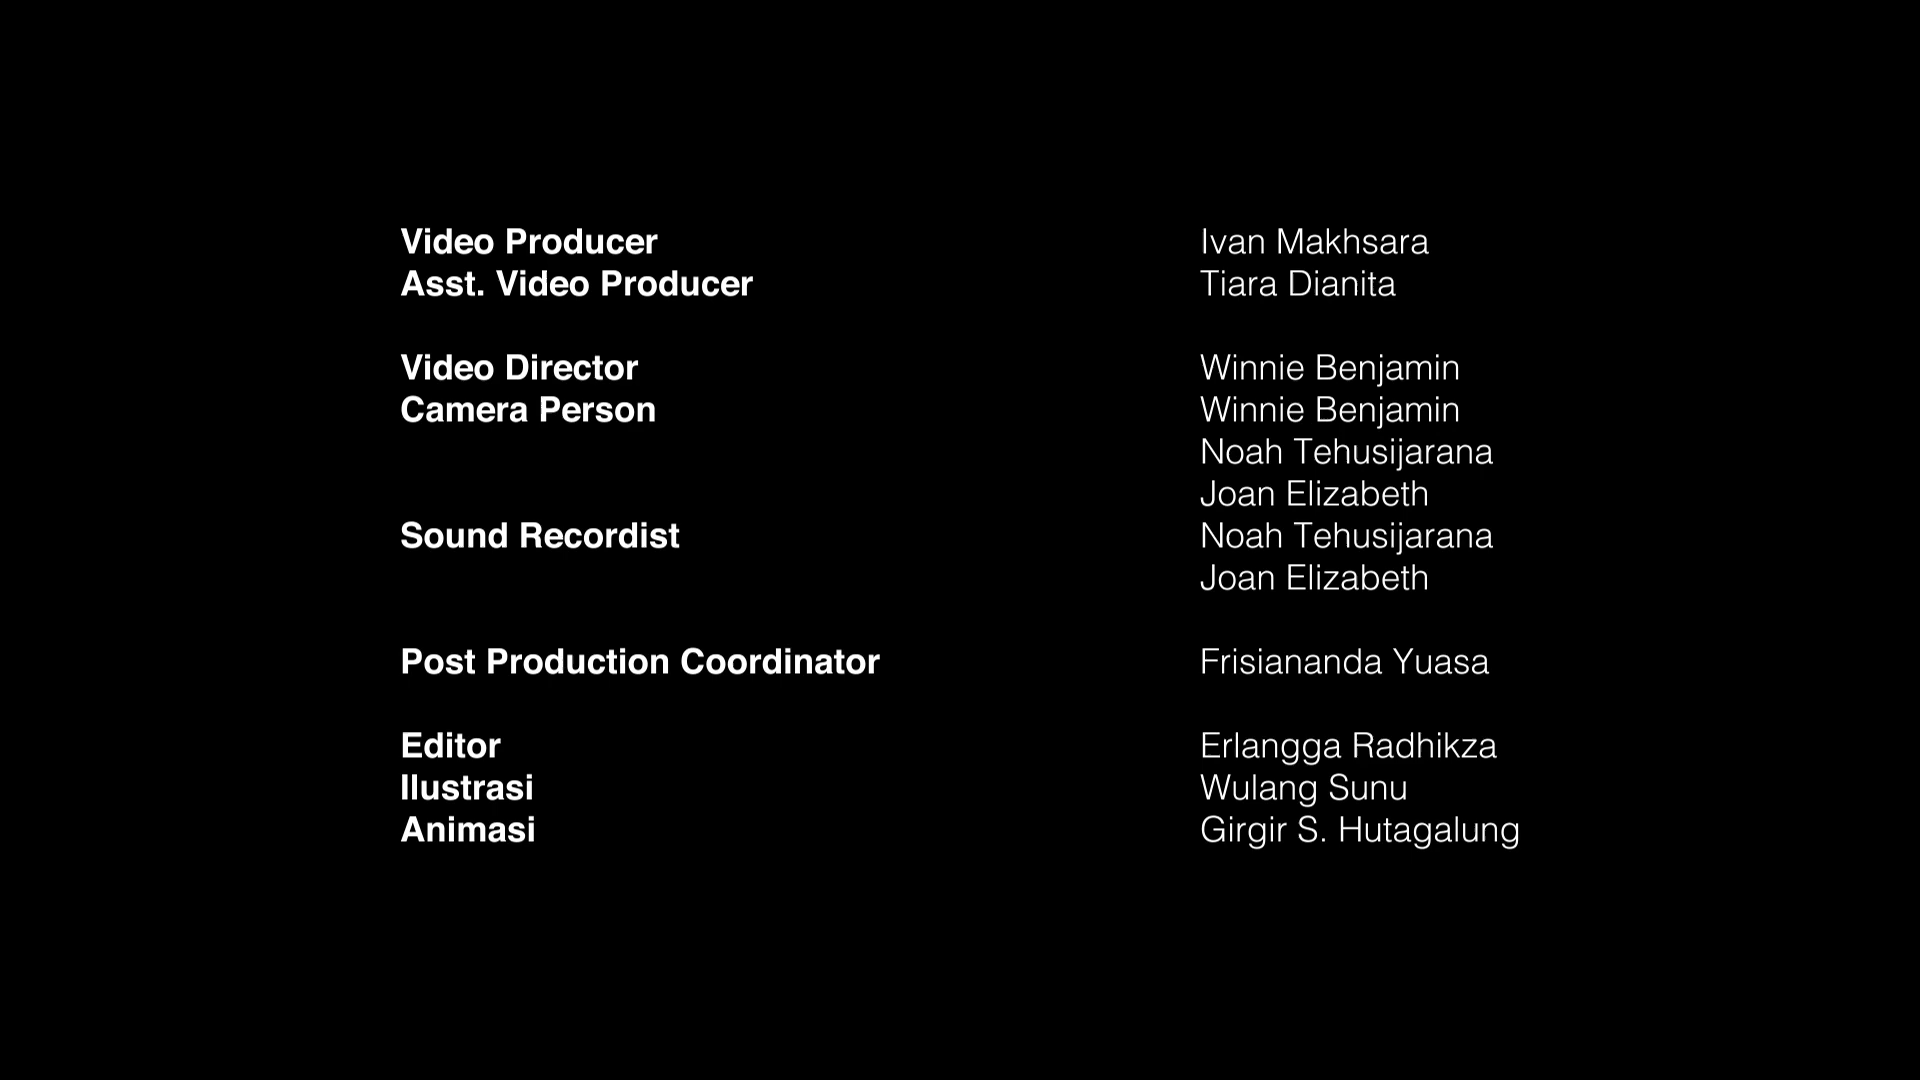 Video Producer Ivan Makhsara
Asst. Video Producer Tiara Dianita
Video Director Winnie Benjamin
Camera Person Winnie Benjamin
Noah Tehusijarana
Joan Elizabeth
Sound Recordist Noah Tehusijarana
Joan Elizabeth
Post Production Coordinator Frisiananda Yuasa
Editor Erlangga Radhikza
Ilustrasi Wulang Sunu
Animasi Girgir S. Hutagalung